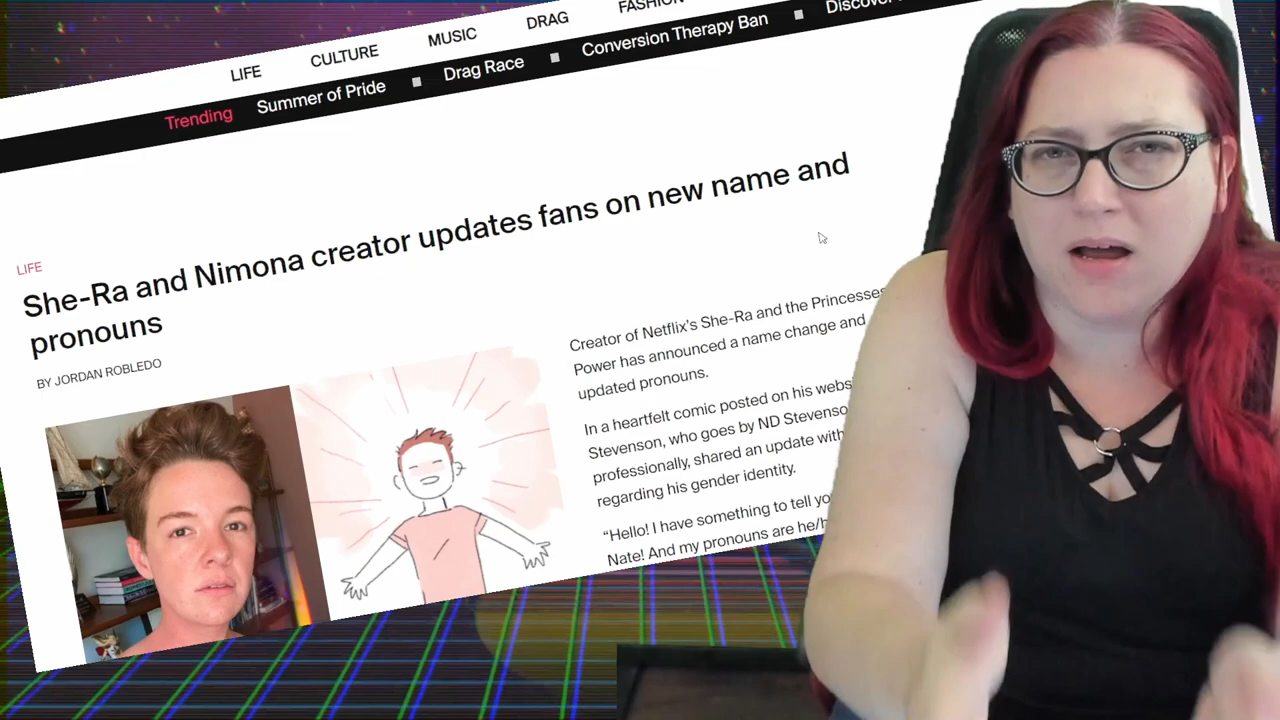 LIFE CULTURE MUSIC DRAG FASHION
Trending Summer of Pride Drag Race Conversion Therapy Ban Discover
LIFE
She-Ra and Nimona creator updates fans on new name and
pronouns
BY JORDAN ROBLEDO
Creator of Netflix's She-Ra and the Princesses
Power has announced a name change and
updated pronouns.
In a heartfelt comic posted on his
Stevenson, who goes by ND
professionally, shared an update with
regarding his gender identity.
"Hello! I have something to tell
Nate! And my pronouns are